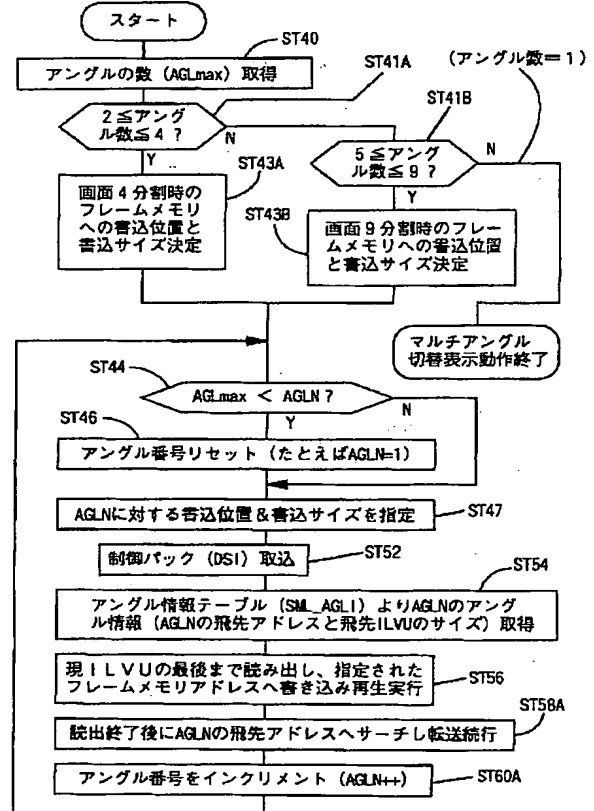 スタート
ST40
アングルの数 (AGLmax) 取得
ST41A
(アングル数=1)
2≦アング
ル数≦4?
N
Y
ST41B
5≦アング
ル数≦9?
N
Y
ST43A
画面4分割時の
フレームメモリ
への書込位置と
書込サイズ決定
ST43B
画面9分割時のフレー
ムメモリへの書込位置
と書込サイズ決定
マルチアングル
切替表示動作終了
ST44
AGLmax < AGLN?
N
Y
ST46
アングル番号リセット (たとえばAGLN=1)
AGLNに対する書込位置&書込サイズを指定
ST47
制御パック (DSI) 取込
ST52
ST54
アングル情報テーブル (SML_AGLI) よりAGLNのアング
ル情報 (AGLNの飛先アドレスと飛先ILVUのサイズ) 取得
現ILVUの最後まで読み出し、指定された
フレームメモリアドレスへ書き込み再生実行
ST56
読出終了後にAGLNの飛先アドレスへサーチし転送続行
ST58A
アングル番号をインクリメント (AGLN++)
ST60A